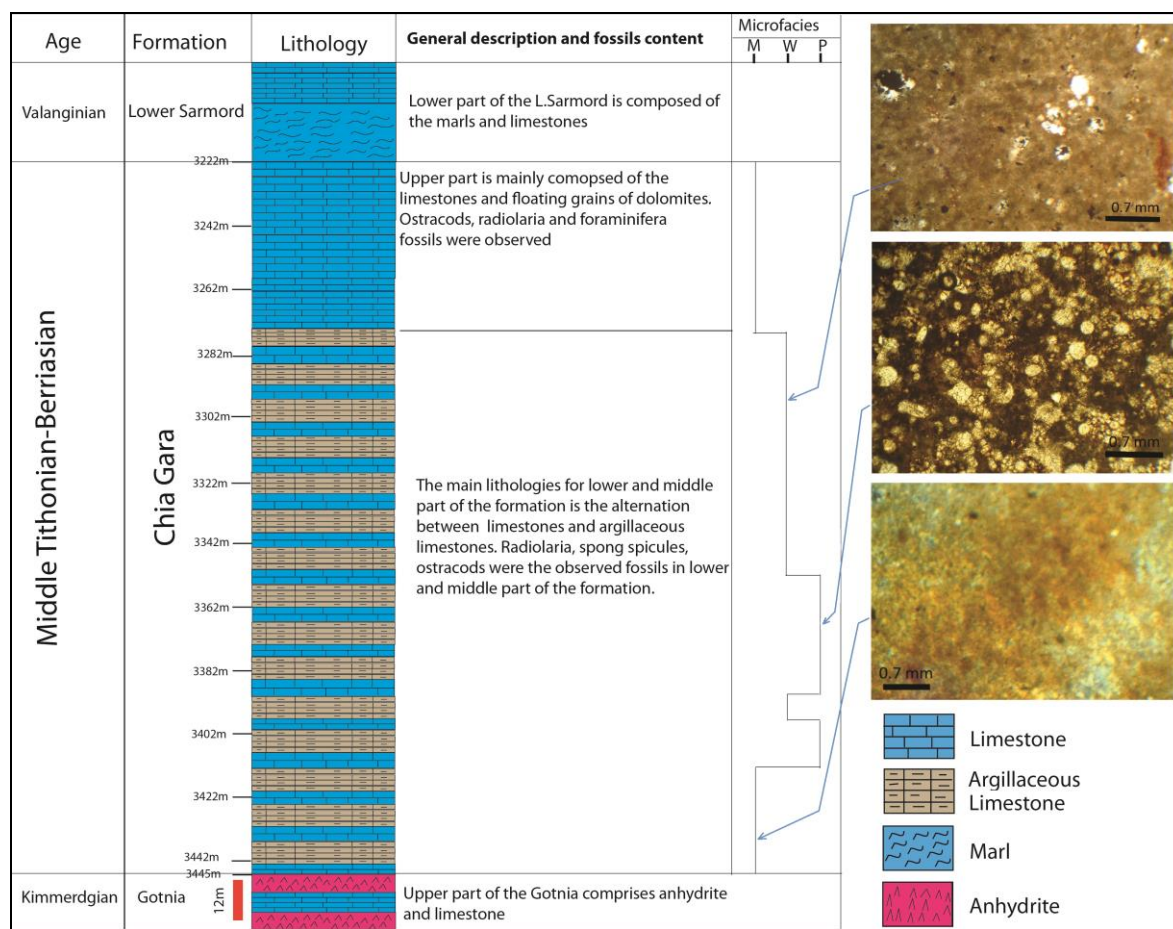 Age
Formation
Lithology
General description and fossils content
Microfacies
M W P
Valanginian
Lower Sarmord
Lower part of the L.Sarmord is composed of
the marls and limestones
3222m
Upper part is mainly comopsed of the
limestones and floating grains of dolomites.
Ostracods, radiolaria and foraminifera
fossils were observed
3242m
3262m
3282m
3302m
3322m
3342m
3362m
3382m
3402m
3422m
3442m
3445m
Middle Tithonian-Berriasian
Chia Gara
The main lithologies for lower and middle
part of the formation is the alternation
between limestones and argillaceous
limestones. Radiolaria, spong spicules,
ostracods were the observed fossils in lower
and middle part of the formation.
Kimmerdgian
Gotnia
12m
Upper part of the Gotnia comprises anhydrite
and limestone
0.7 mm
0.7 mm
0.7 mm
Limestone
Argillaceous
Limestone
Marl
Anhydrite